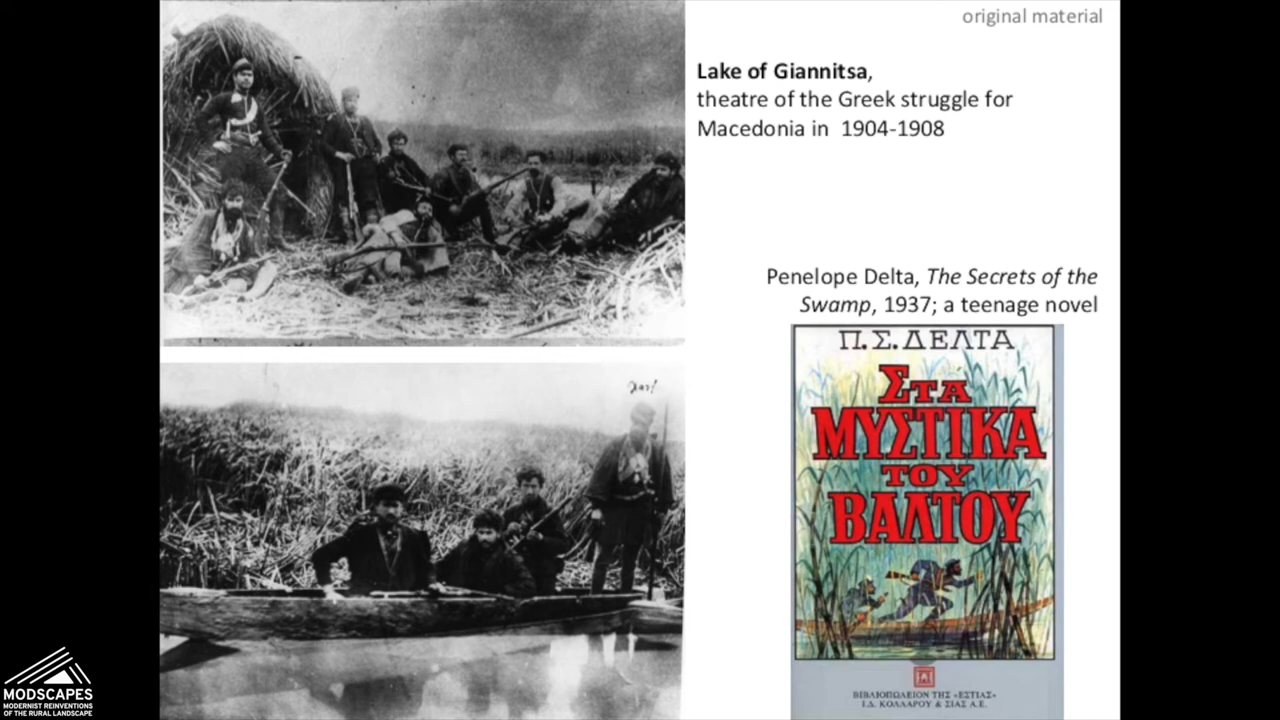 original material
Lake of Giannitsa,
theatre of the Greek struggle for
Macedonia in 1904-1908
Penelope Delta, The Secrets of the
Swamp, 1937; a teenage novel
Π. Σ. ΔΕΛΤΑ
ΣΤΑ
ΜΥΣΤΙΚΑ
ΤΟΥ
ΒΑΛΤΟΥ
ΒΙΒΛΙΟΠΩΛΕΙΟΝ ΤΗΣ «ΕΣΤΙΑΣ»
Ι.Δ. ΚΟΛΛΑΡΟΥ & ΣΙΑΣ Α.Ε.
MODSCAPES
MODERNIST REINVENTIONS
OF THE RURAL LANDSCAPE